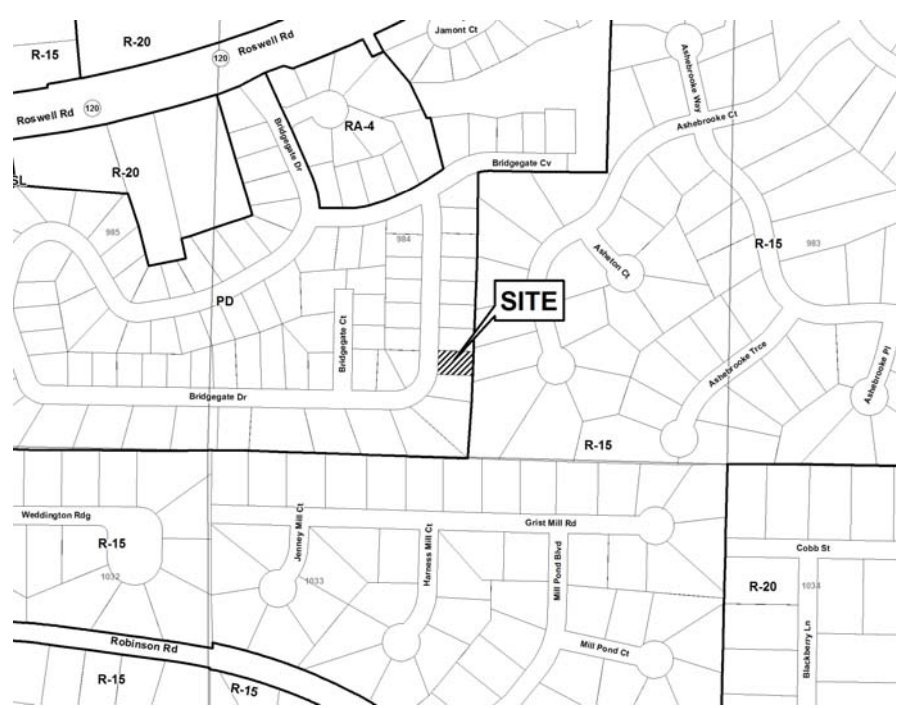 Jamont Ct
R-15
R-20
120
Roswell Rd
Ashebrooke Way
Roswell Rd
120
Ashebrooke Ct
Bridgegate Dr
RA-4
Bridgegate Cv
R-20
SL
985
984
R-15
983
Asheton Ct
PD
SITE
Bridgegate Ct
Ashebrooke Trce
Ashebrooke Pl
Bridgegate Dr
R-15
Weddington Rdg
Jenney Mill Ct
Harness Mill Ct
Grist Mill Rd
Mill Pond Blvd
R-15
Cobb St
1032
1033
R-20
1034
Blackberry Ln
Robinson Rd
Mill Pond Ct
R-15
R-15